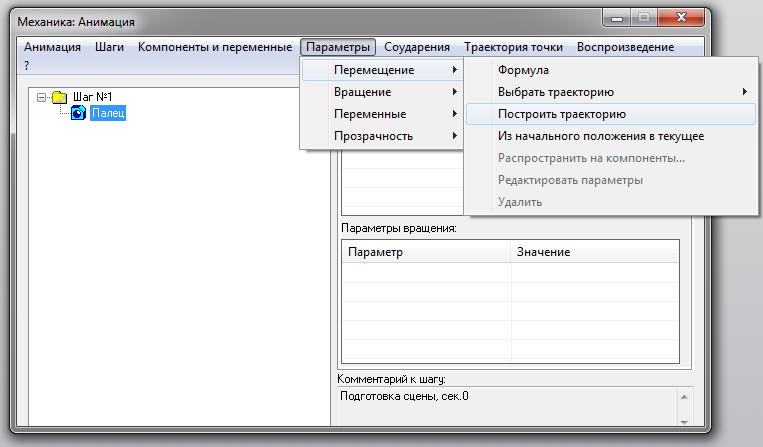 Механика: Анимация
Анимация Шаги Компоненты и переменные Параметры Соударения Траектория точки Воспроизведение
?
Перемещение
Вращение
Переменные
Прозрачность
Формула
Выбрать траекторию
Построить траекторию
Из начального положения в текущее
Распространить на компоненты...
Редактировать параметры
Удалить
Шаг №1
Палец
Параметры вращения:
Параметр Значение
Комментарий к шагу:
Подготовка сцены, сек.0